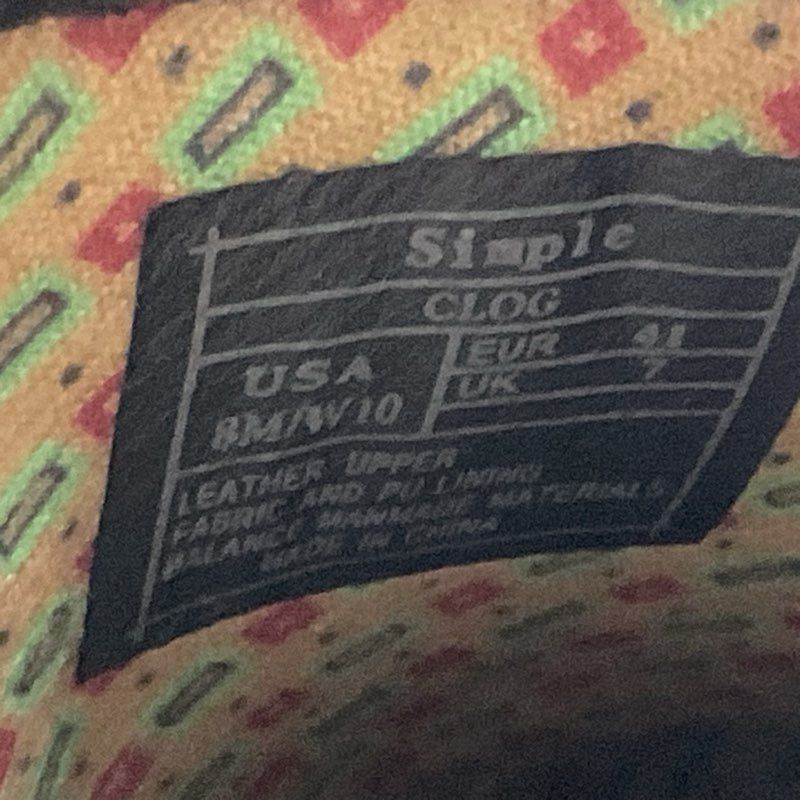 Simple
CLOG
USA
8M/W10
EUR 41
UK 7
LEATHER UPPER
FABRIC AND PU LINING
BALANCE MANMADE MATERIALS
MADE IN CHINA